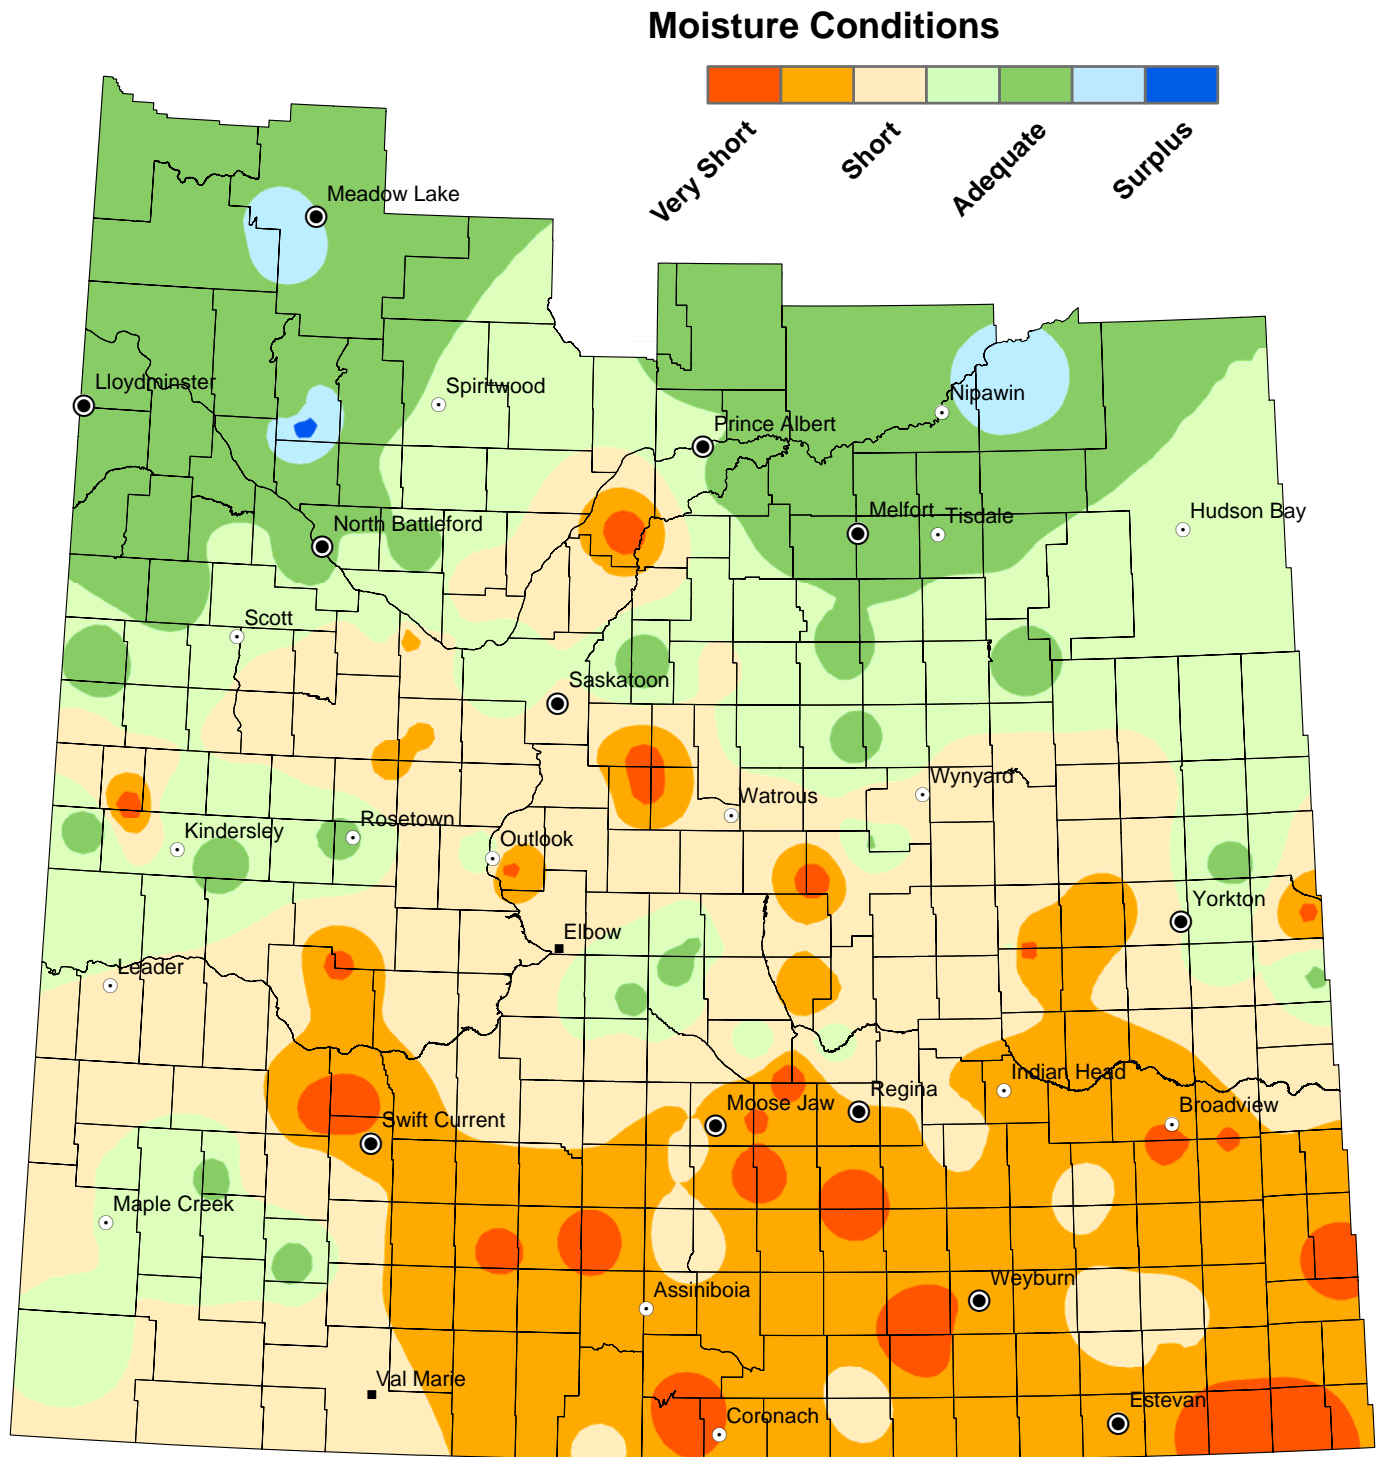 Moisture Conditions
Very Short
Short
Adequate
Surplus
Meadow Lake
Lloydminster
Spiritwood
Nipawin
Prince Albert
North Battleford
Melfort
Tisdale
Hudson Bay
Scott
Saskatoon
Wynyard
Watrous
Rosetown
Kindersley
Outlook
Yorkton
Elbow
Leader
Indian Head
Regina
Moose Jaw
Broadview
Swift Current
Maple Creek
Weyburn
Assiniboia
Val Marie
Estevan
Coronach